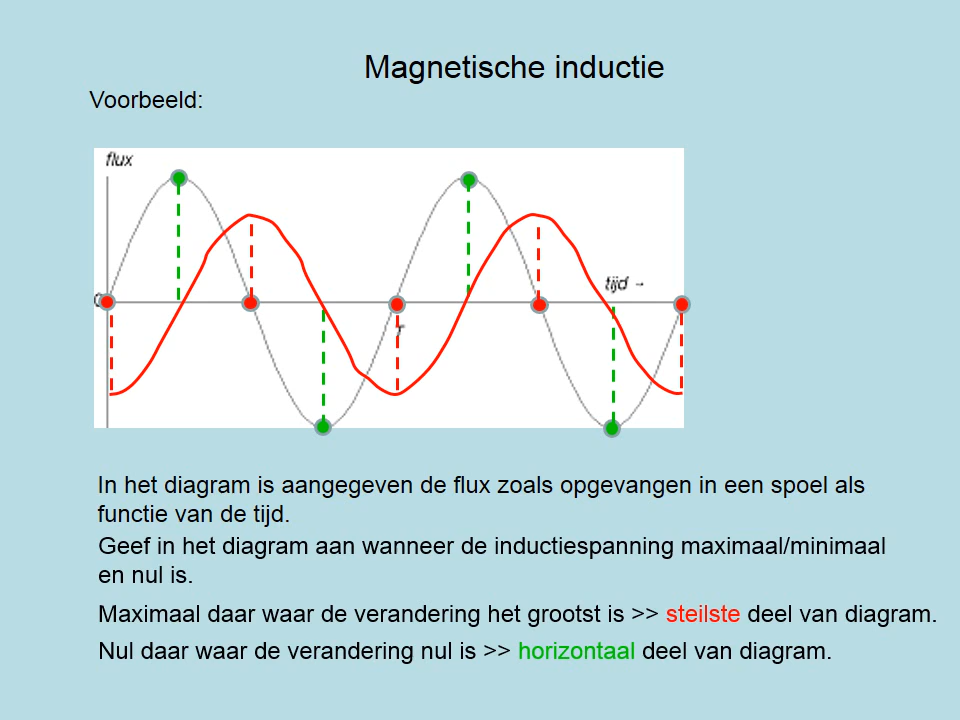 Magnetische inductie
Voorbeeld:
flux
0
tijd →
T
In het diagram is aangegeven de flux zoals opgevangen in een spoel als
functie van de tijd.
Geef in het diagram aan wanneer de inductiespanning maximaal/minimaal
en nul is.
Maximaal daar waar de verandering het grootst is >> steilste deel van diagram.
Nul daar waar de verandering nul is >> horizontaal deel van diagram.